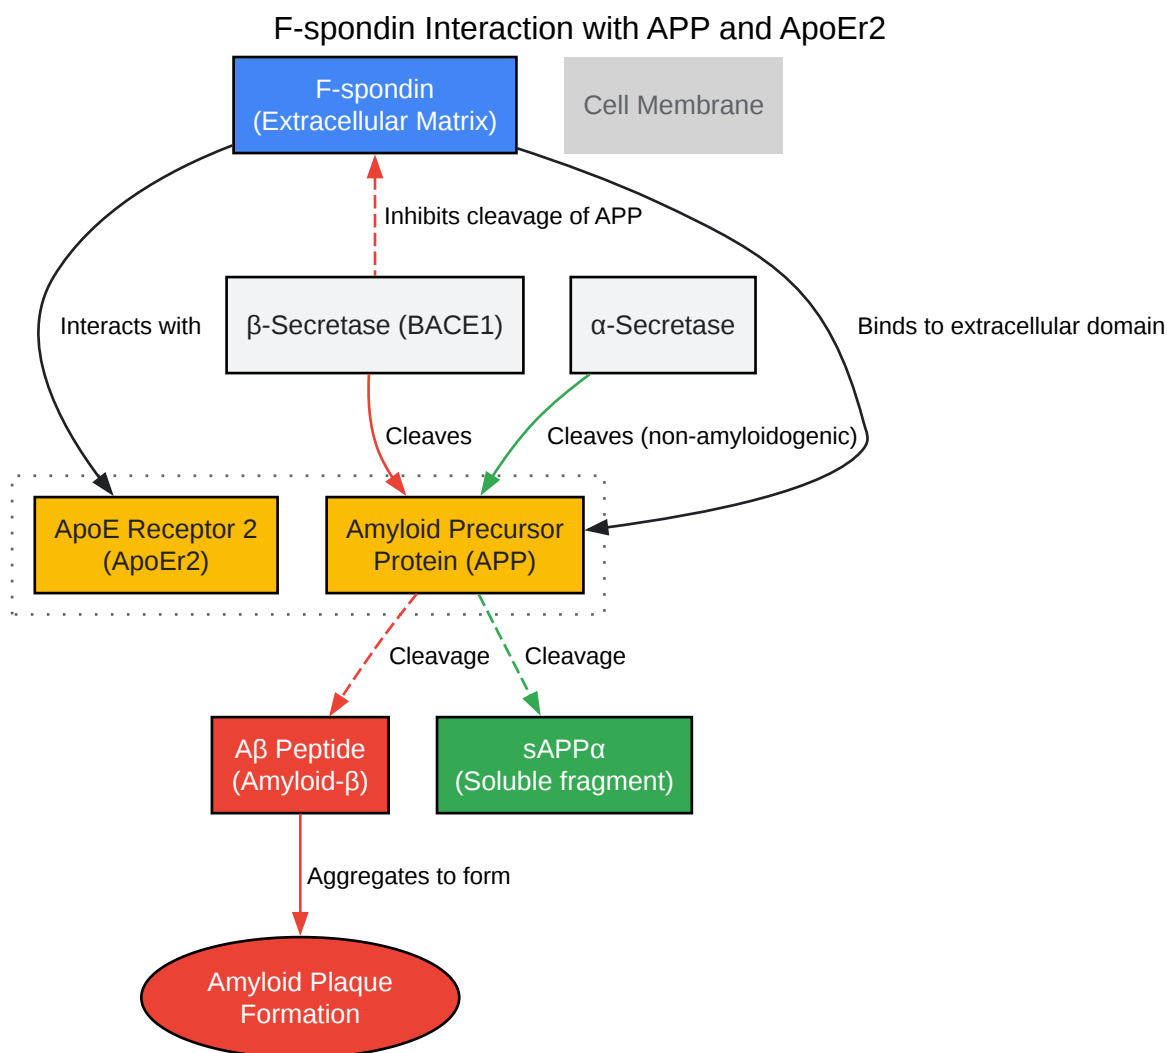 F-spondin Interaction with APP and ApoEr2
F-spondin
(Extracellular Matrix)
Cell Membrane
Inhibits cleavage of APP
Interacts with
β-Secretase (BACE1)
α-Secretase
Binds to extracellular domain
Cleaves
Cleaves (non-amyloidogenic)
ApoE Receptor 2
(ApoEr2)
Amyloid Precursor
Protein (APP)
Cleavage
Cleavage
Aβ Peptide
(Amyloid-β)
sAPPα
(Soluble fragment)
Aggregates to form
Amyloid Plaque
Formation